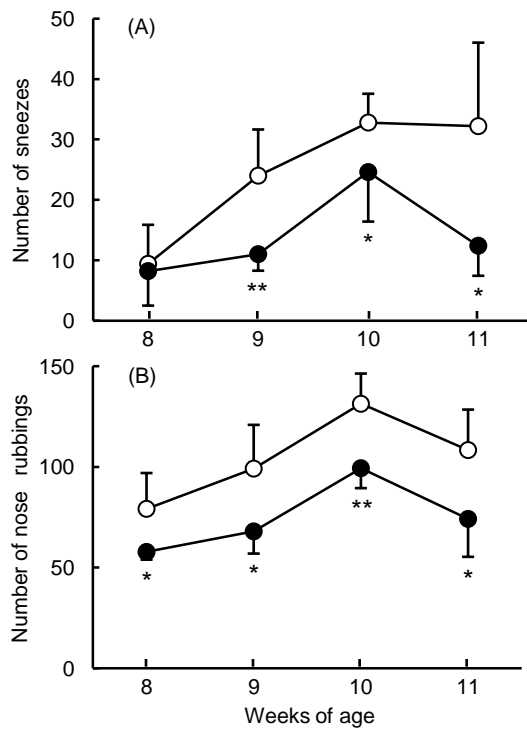 (A)
Number of sneezes
50
40
30
20
10
0
**
*
*
8 9 10 11
(B)
Number of nose rubbings
150
100
50
0
*
*
**
*
8 9 10 11
Weeks of age